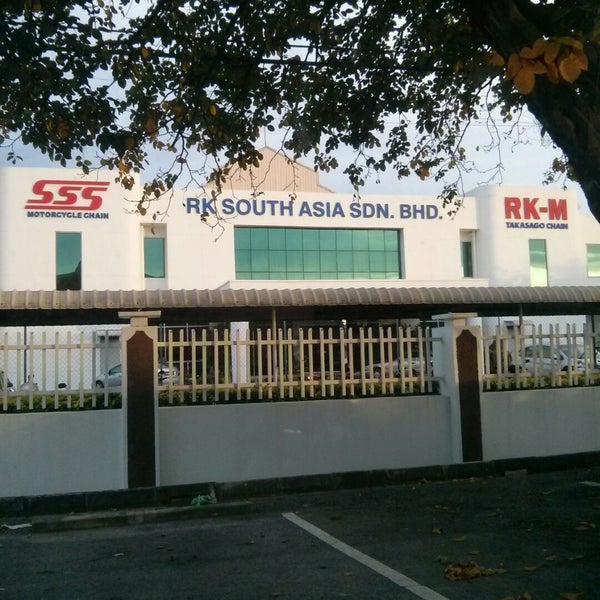 SSS
MOTORCYCLE CHAIN
RK SOUTH ASIA SDN. BHD.
RK-M
TAKASAGO CHAIN